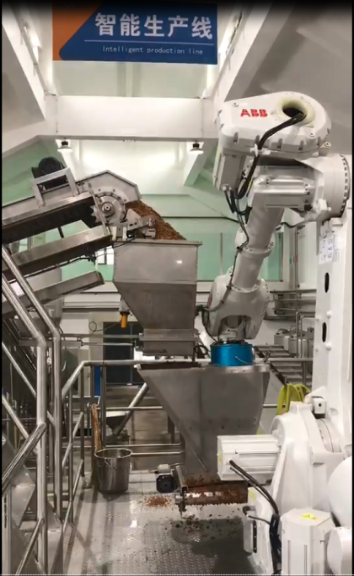 智能生产线
Intelligent production line
ABB